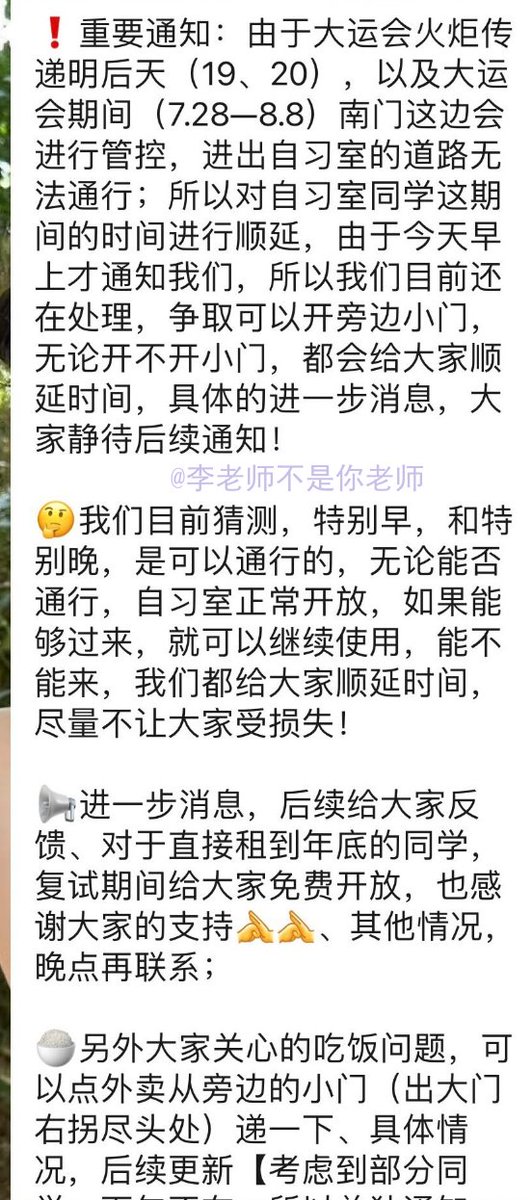 ❗重要通知：由于大运会火炬传
递明后天（19、20），以及大运
会期间（7.28—8.8）南门这边会
进行管控，进出自习室的道路无
法通行；所以对自习室同学这期
间的时间进行顺延，由于今天早
上才通知我们，所以我们目前还
在处理，争取可以开旁边小门，
无论开不开小门，都会给大家顺
延时间，具体的进一步消息，大
家静待后续通知！
@李老师不是你老师
🤔我们目前猜测，特别早，和特
别晚，是可以通行的，无论能否
通行，自习室正常开放，如果能
够过来，就可以继续使用，能不
能来，我们都给大家顺延时间，
尽量不让大家受损失！
📢进一步消息，后续给大家反
馈、对于直接租到年底的同学，
复试期间给大家免费开放，也感
谢大家的支持🫱🫱、其他情况，
晚点再联系；
🍚另外大家关心的吃饭问题，可
以点外卖从旁边的小门（出大门
右拐尽头处）递一下、具体情
况，后续更新【考虑到部分同